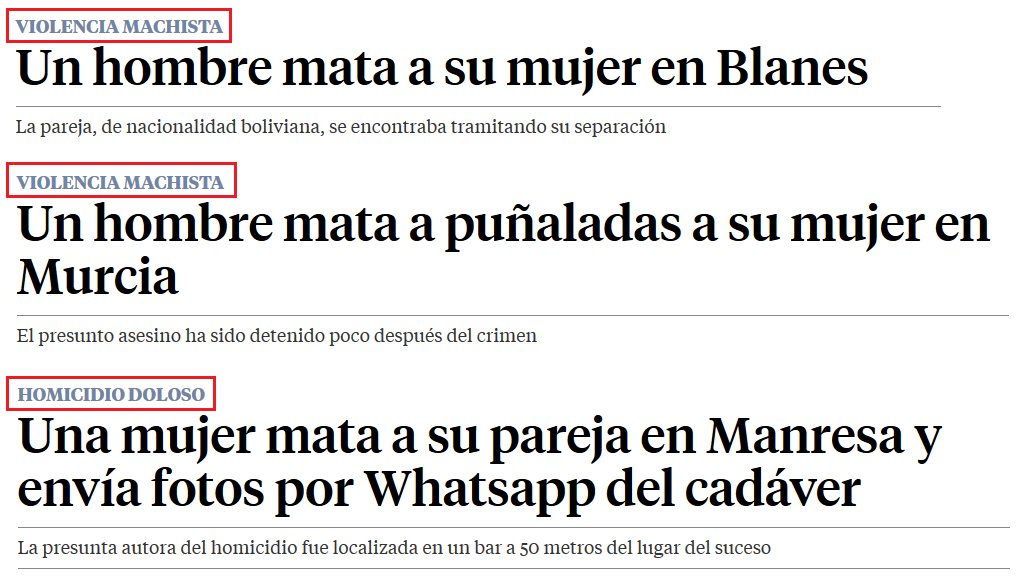 VIOLENCIA MACHISTA
Un hombre mata a su mujer en Blanes
La pareja, de nacionalidad boliviana, se encontraba tramitando su separación
VIOLENCIA MACHISTA
Un hombre mata a puñaladas a su mujer en
Murcia
El presunto asesino ha sido detenido poco después del crimen
HOMICIDIO DOLOSO
Una mujer mata a su pareja en Manresa y
envía fotos por Whatsapp del cadáver
La presunta autora del homicidio fue localizada en un bar a 50 metros del lugar del suceso